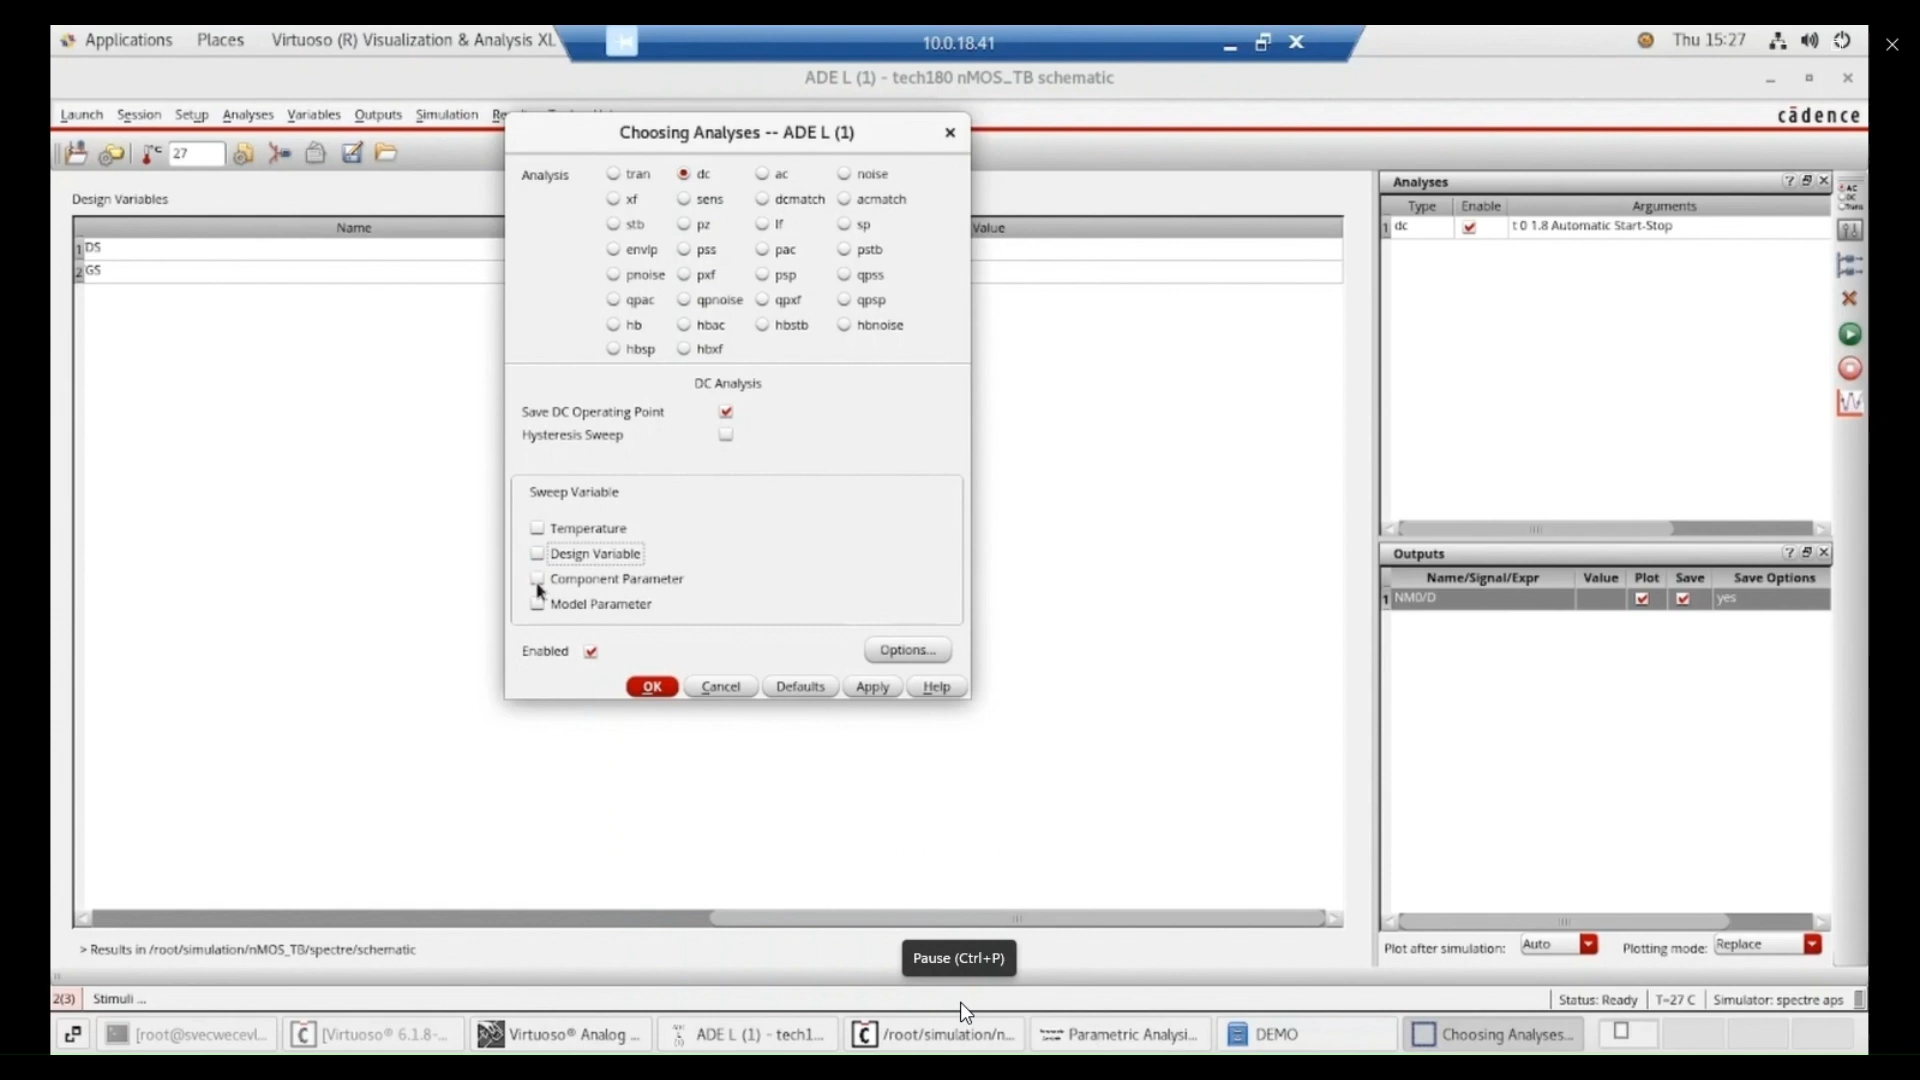 Applications Places Virtuoso (R) Visualization & Analysis XL 10.0.18.41 Thu 15:27
ADE L (1) - tech180 nMOS_TB schematic
Launch Session Setup Analyses Variables Outputs Simulation
cādence
27
Choosing Analyses -- ADE L (1)
Analysis tran dc ac noise
xf sens dcmatch acmatch
stb pz lf sp
envlp pss pac pstb
pnoise pxf psp qpss
qpac qpnoise qpxf qpsp
hb hbac hbstb hbnoise
hbsp hbxf
DC Analysis
Save DC Operating Point
Hysteresis Sweep
Sweep Variable
Temperature
Design Variable
Component Parameter
Model Parameter
Enabled Options...
OK Cancel Defaults Apply Help
Design Variables
Name Value
1 DS
2 GS
Analyses
Type Enable Arguments
1 dc t 0 1.8 Automatic Start-Stop
Outputs
Name/Signal/Expr Value Plot Save Save Options
1 NM0/D yes
> Results in /root/simulation/nMOS_TB/spectre/schematic
Plot after simulation: Auto Plotting mode: Replace
Pause (Ctrl+P)
2(3) Stimuli ... Status: Ready T=27 C Simulator: spectre aps
[root@svecwecevl... [Virtuoso® 6.1.8-... Virtuoso® Analog ... ADE L (1) - tech1... /root/simulation/n... Parametric Analysi... DEMO Choosing Analyses...